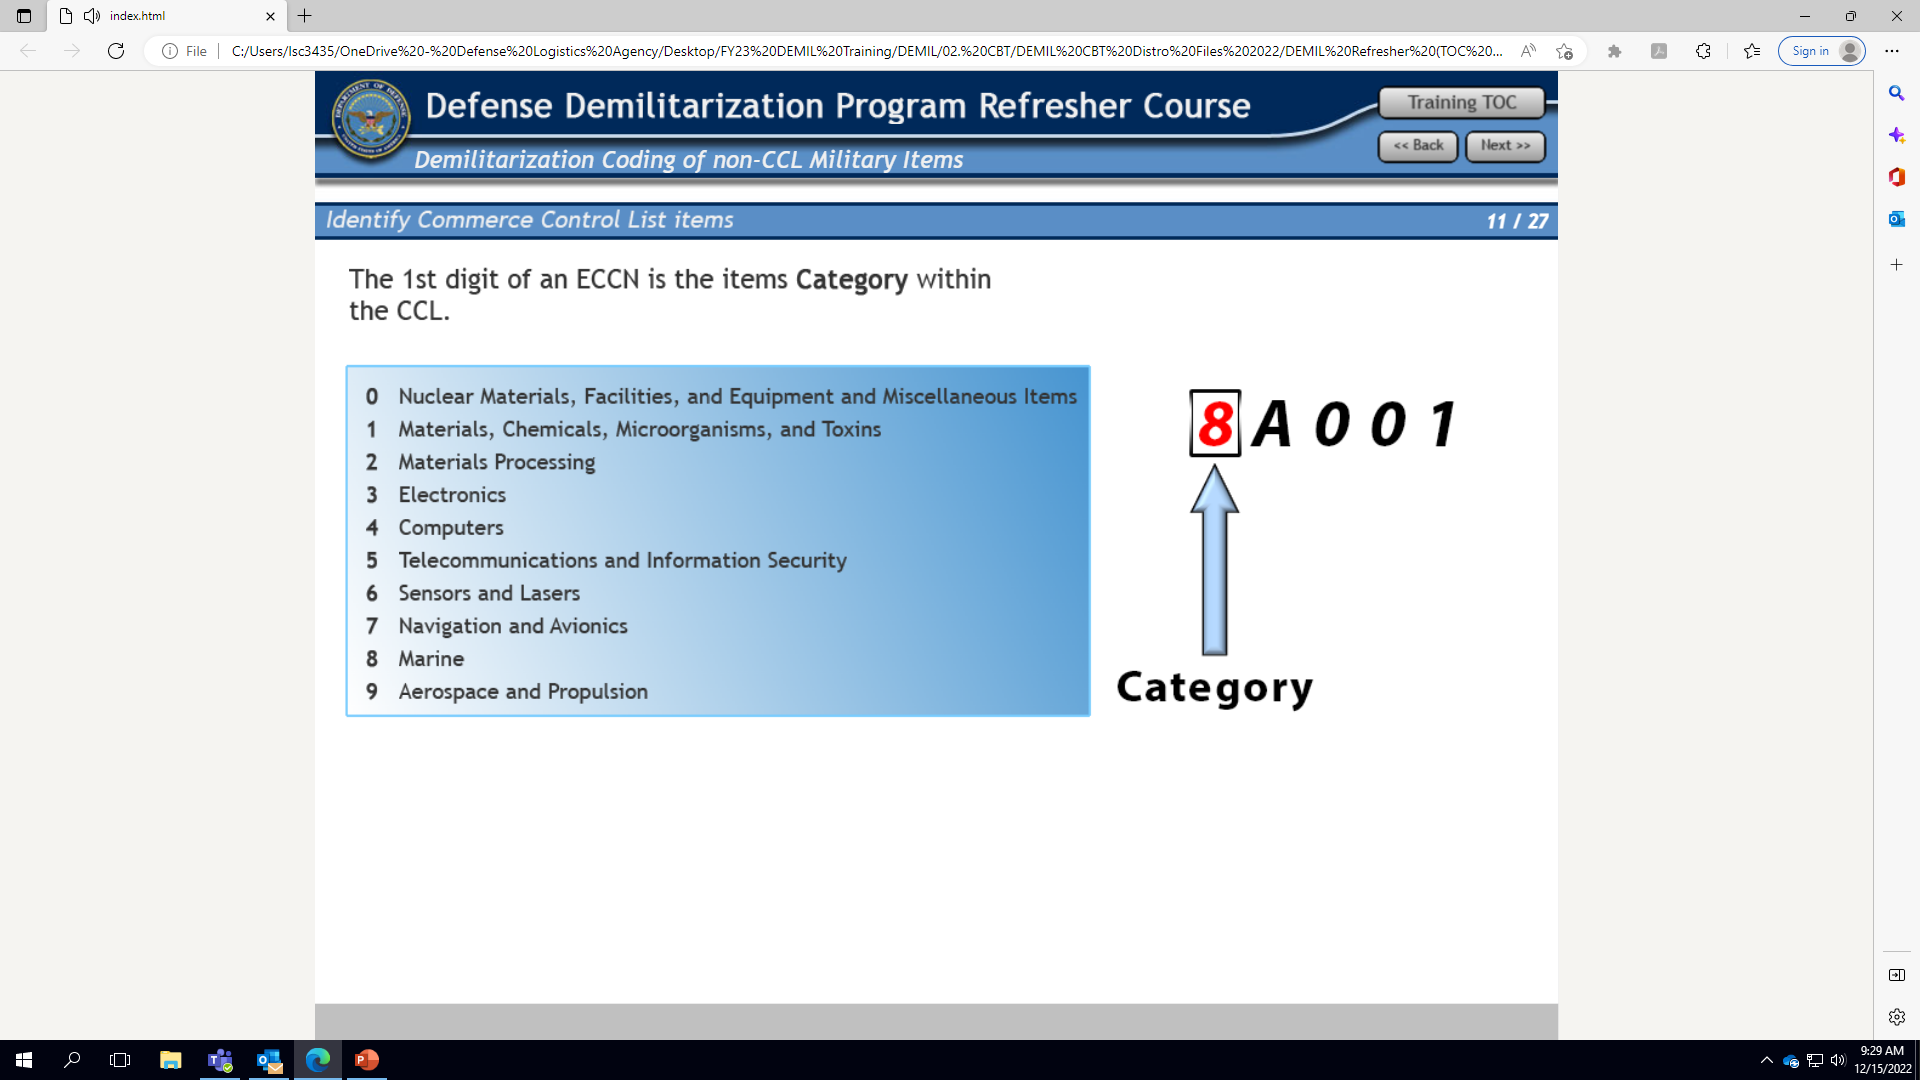 index.html
File
C:/Users/lsc3435/OneDrive%20-%20Defense%20Logistics%20Agency/Desktop/FY23%20DEMIL%20Training/DEMIL/02.%20CBT/DEMIL%20CBT%20Distro%20Files%202022/DEMIL%20Refresher%20(TOC%20...
Sign in
Defense Demilitarization Program Refresher Course
Training TOC
<< Back
Next >>
Demilitarization Coding of non-CCL Military Items
Identify Commerce Control List items
11 / 27
The 1st digit of an ECCN is the items Category within
the CCL.
0 Nuclear Materials, Facilities, and Equipment and Miscellaneous Items
1 Materials, Chemicals, Microorganisms, and Toxins
2 Materials Processing
3 Electronics
4 Computers
5 Telecommunications and Information Security
6 Sensors and Lasers
7 Navigation and Avionics
8 Marine
9 Aerospace and Propulsion
8 A 0 0 1
Category
9:29 AM
12/15/2022